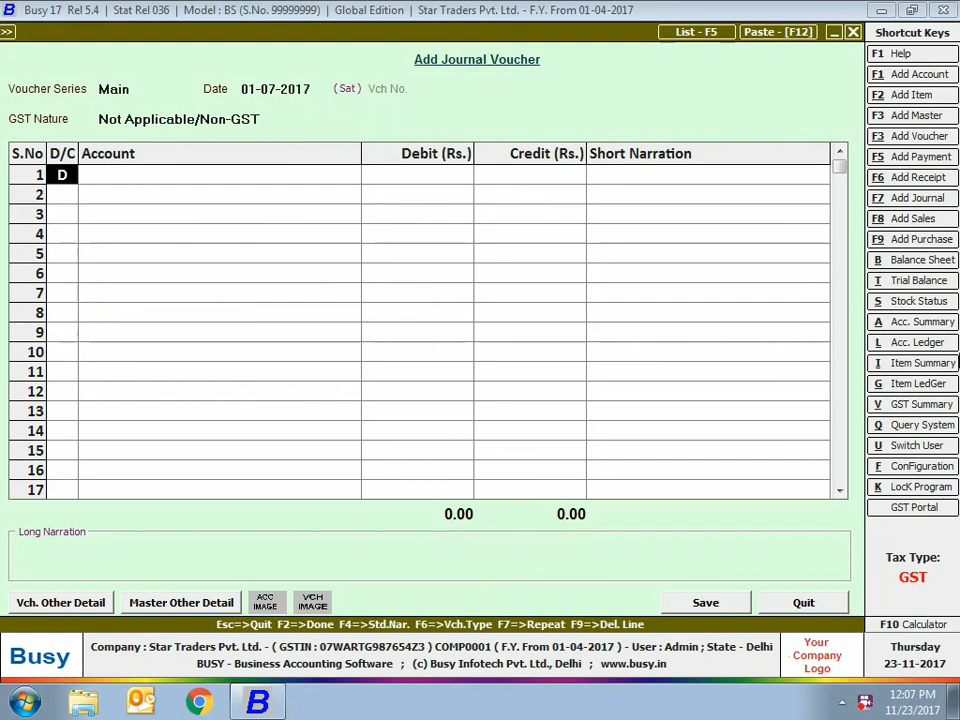 Busy 17 Rel 5.4 | Stat Rel 036 | Model : BS (S.No. 99999999) | Global Edition | Star Traders Pvt. Ltd. - F.Y. From 01-04-2017
>> List - F5 Paste - [F12]
Add Journal Voucher
Voucher Series Main Date 01-07-2017 (Sat) Vch No.
GST Nature Not Applicable/Non-GST
S.No D/C Account Debit (Rs.) Credit (Rs.) Short Narration
1 D
2
3
4
5
6
7
8
9
10
11
12
13
14
15
16
17
0.00 0.00
Long Narration
Vch. Other Detail Master Other Detail ACC IMAGE VCH IMAGE Save Quit
Esc=>Quit F2=>Done F4=>Std.Nar. F6=>Vch.Type F7=>Repeat F9=>Del. Line
Shortcut Keys
F1 Help
F1 Add Account
F2 Add Item
F3 Add Master
F3 Add Voucher
F5 Add Payment
F6 Add Receipt
F7 Add Journal
F8 Add Sales
F9 Add Purchase
B Balance Sheet
T Trial Balance
S Stock Status
A Acc. Summary
L Acc. Ledger
I Item Summary
G Item LedGer
V GST Summary
Q Query System
U Switch User
F ConFiguration
K LocK Program
GST Portal
Tax Type:
GST
F10 Calculator
Busy
Company : Star Traders Pvt. Ltd. - ( GSTIN : 07WARTG987654Z3 ) COMP0001 ( F.Y. From 01-04-2017 ) - User : Admin ; State - Delhi
BUSY - Business Accounting Software ; (c) Busy Infotech Pvt. Ltd., Delhi ; www.busy.in
Your
Company
Logo
Thursday
23-11-2017
12:07 PM
11/23/2017